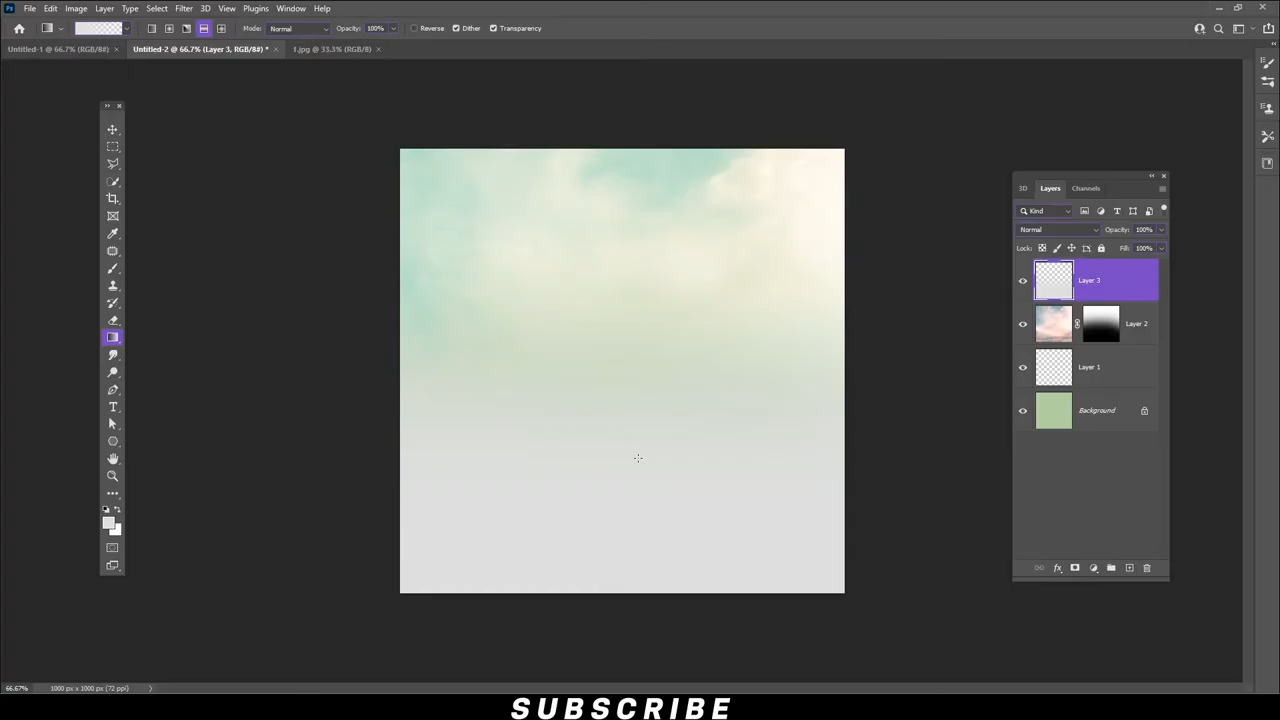 Ps File Edit Image Layer Type Select Filter 3D View Plugins Window Help
Mode: Normal Opacity: 100% Reverse Dither Transparency
Untitled-1 @ 66.7% (RGB/8#) × Untitled-2 @ 66.7% (Layer 3, RGB/8#) * × 1.jpg @ 33.3% (RGB/8) ×
3D Layers Channels
Kind
Normal Opacity: 100%
Lock: Fill: 100%
Layer 3
Layer 2
Layer 1
Background
66.67% 1000 px x 1000 px (72 ppi)
SUBSCRIBE